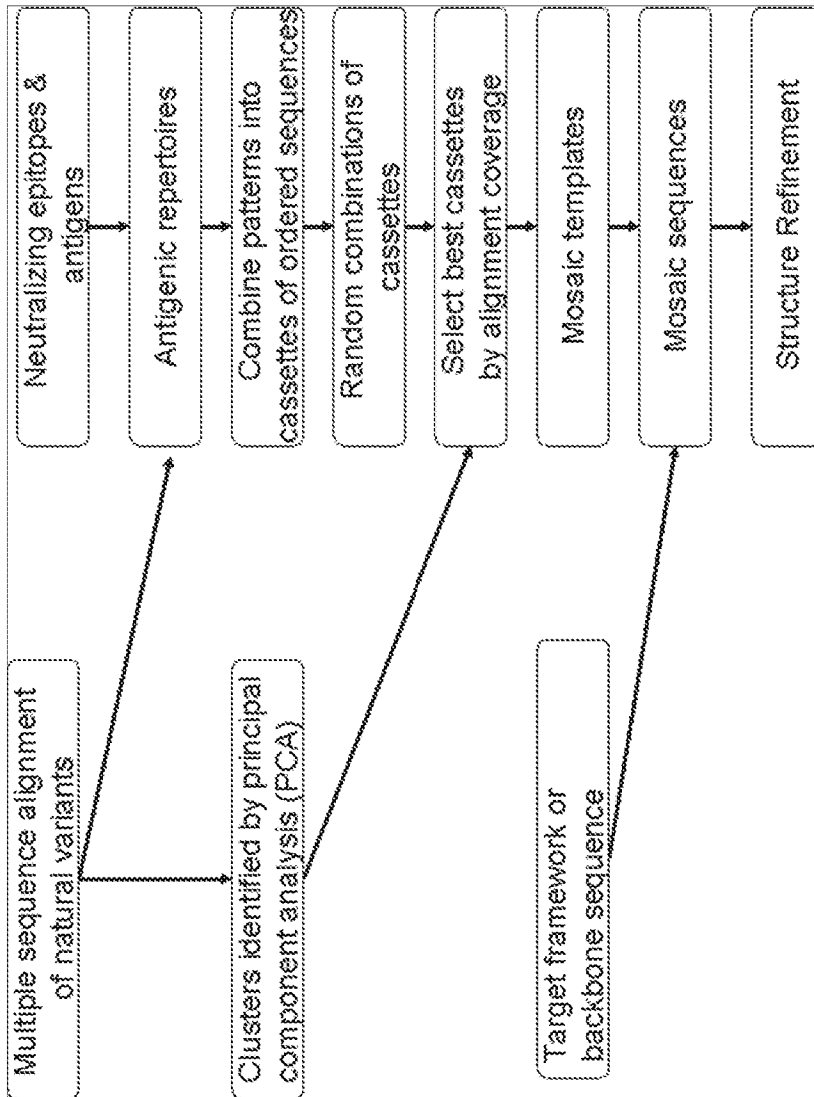 Multiple sequence alignment
of natural variants
Clusters identified by principal
component analysis (PCA)
Target framework or
backbone sequence
Neutralizing epitopes &
antigens
Antigenic repertoires
Combine patterns into
cassettes of ordered sequences
Random combinations of
cassettes
Select best cassettes
by alignment coverage
Mosaic templates
Mosaic sequences
Structure Refinement